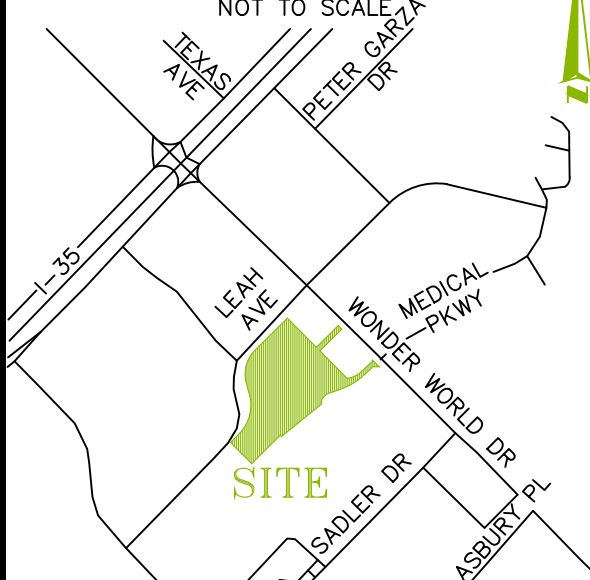 NOT TO SCALE
TEXAS
AVE
PETER GARZA
DR
N
I-35
LEAH
AVE
MEDICAL
PKWY
WONDER WORLD DR
SITE
SADLER DR
ASBURY PL